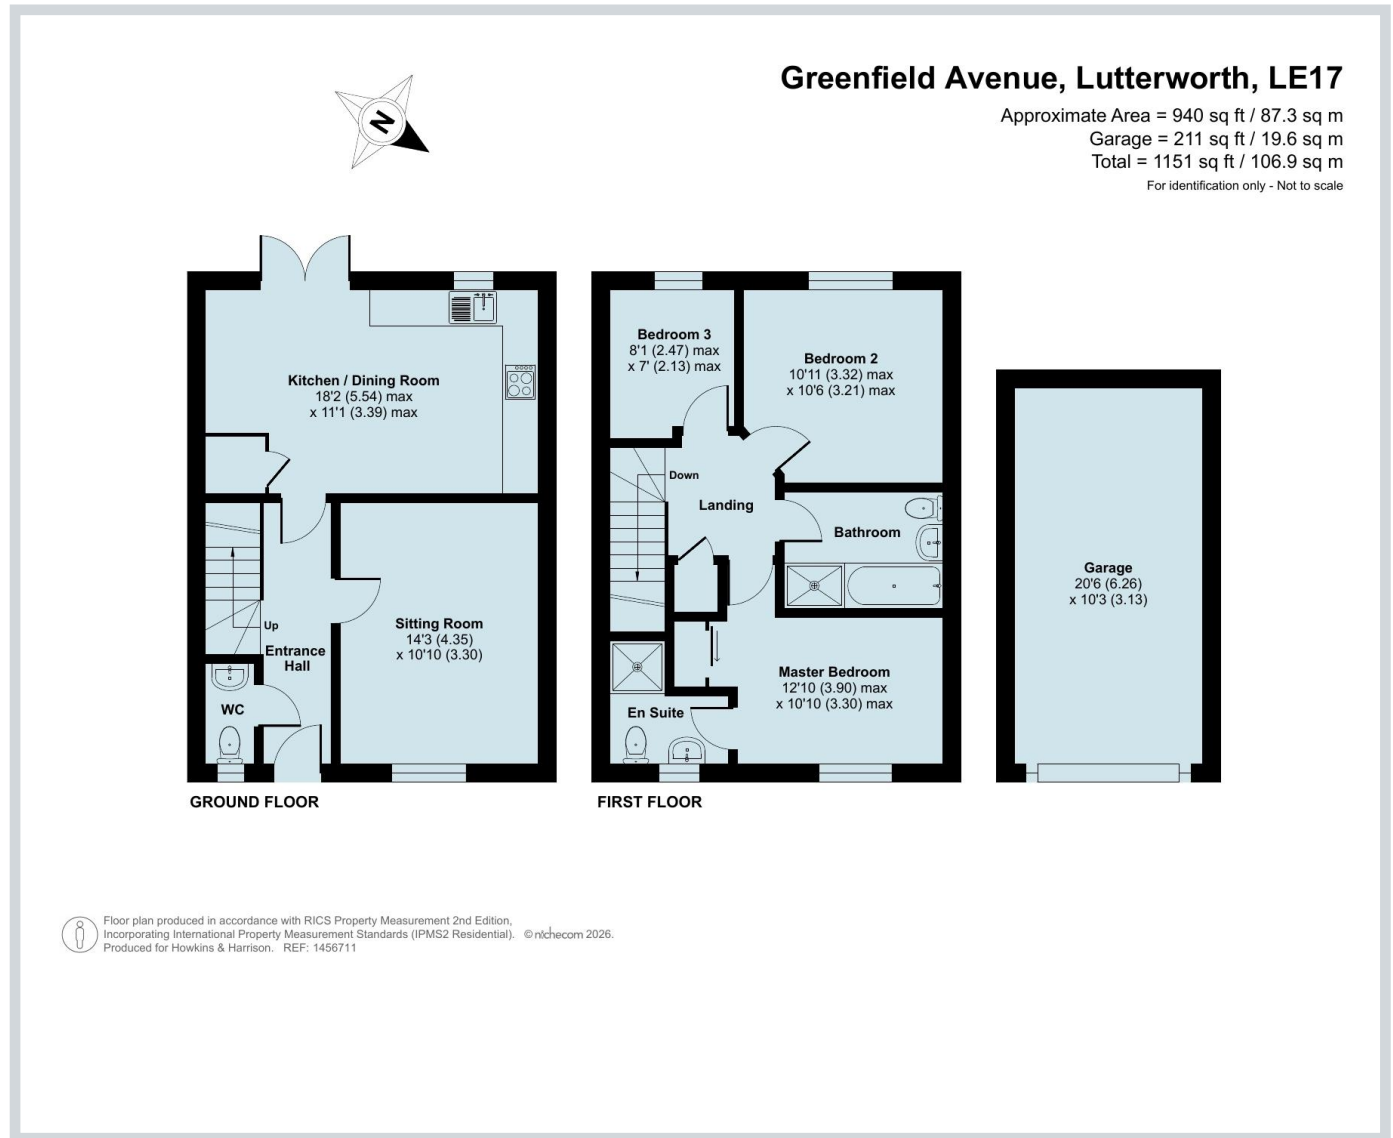 Greenfield Avenue, Lutterworth, LE17
Approximate Area = 940 sq ft / 87.3 sq m
Garage = 211 sq ft / 19.6 sq m
Total = 1151 sq ft / 106.9 sq m
For identification only - Not to scale
N
Kitchen / Dining Room
18'2 (5.54) max
x 11'1 (3.39) max
Up
Entrance
Hall
Sitting Room
14'3 (4.35)
x 10'10 (3.30)
WC
GROUND FLOOR
Bedroom 3
8'1 (2.47) max
x 7' (2.13) max
Bedroom 2
10'11 (3.32) max
x 10'6 (3.21) max
Down
Landing
Bathroom
Master Bedroom
12'10 (3.90) max
x 10'10 (3.30) max
En Suite
FIRST FLOOR
Garage
20'6 (6.26)
x 10'3 (3.13)
Floor plan produced in accordance with RICS Property Measurement 2nd Edition,
Incorporating International Property Measurement Standards (IPMS2 Residential). © nichecom 2026.
Produced for Howkins & Harrison. REF: 1456711